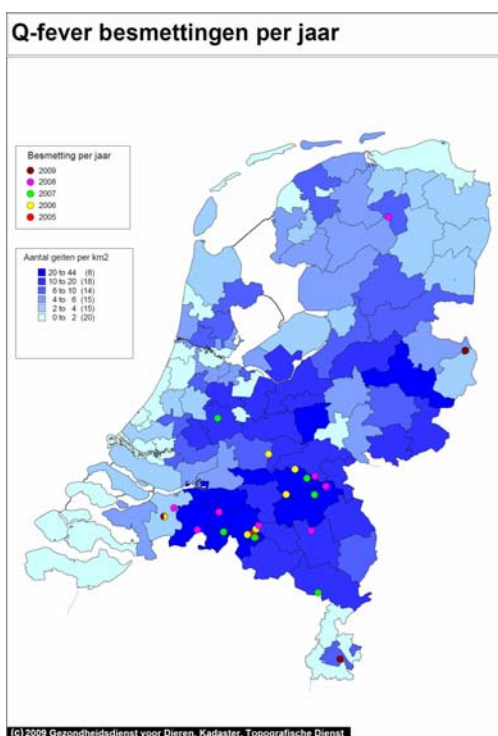 Q-fever besmettingen per jaar
Besmetting per jaar
2009
2008
2007
2006
2005
Aantal geiten per km2
20 to 44 (8)
10 to 20 (18)
6 to 10 (14)
4 to 6 (15)
2 to 4 (15)
0 to 2 (20)
(c) 2009 Gezondheidsdienst voor Dieren, Kadaster, Topografische Dienst